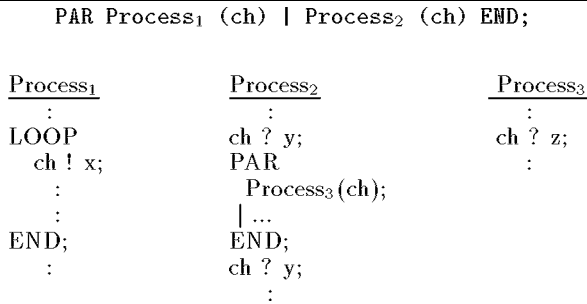 PAR Process₁ (ch) | Process₂ (ch) END;
Process₁ Process₂ Process₃
: : :
LOOP ch ? y; ch ? z;
ch ! x; PAR :
: Process₃(ch);
: | ...
END; END;
: ch ? y;
: